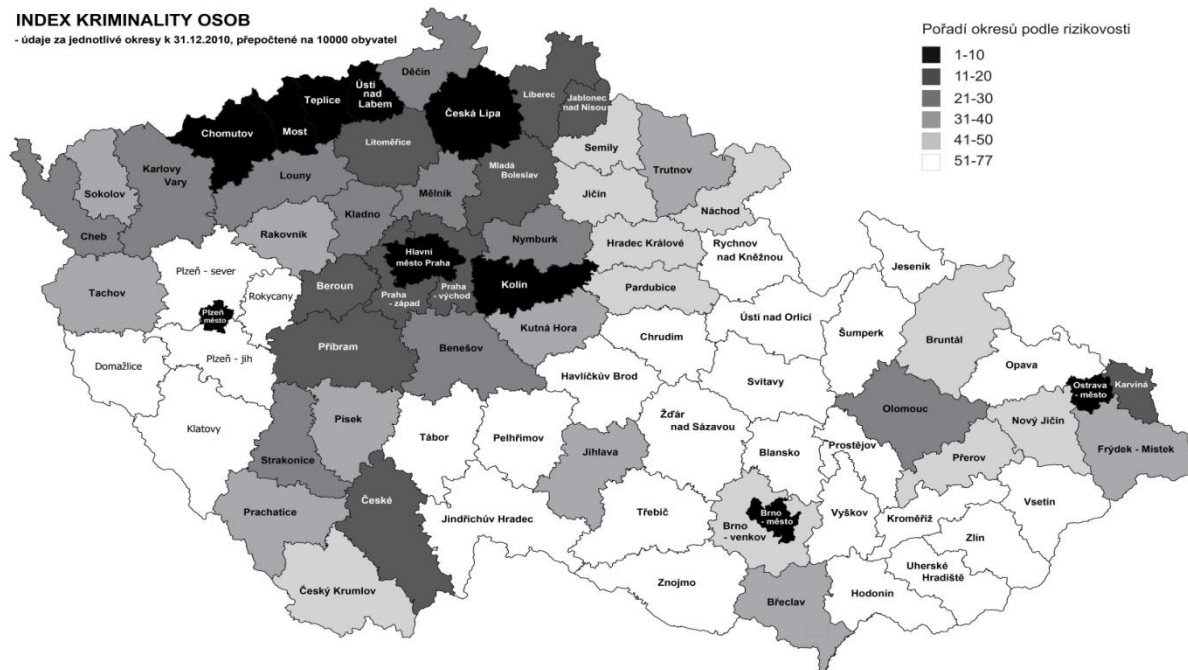 INDEX KRIMINALITY OSOB
- údaje za jednotlivé okresy k 31.12.2010, přepočtené na 10000 obyvatel
Pořadí okresů podle rizikovosti
1-10
11-20
21-30
31-40
41-50
51-77
Děčín
Ústí
nad
Labem
Teplice
Most
Chomutov
Česká Lípa
Liberec
Jablonec
nad Nisou
Litoměřice
Semily
Trutnov
Mladá
Boleslav
Karlovy
Vary
Sokolov
Louny
Mělník
Jičín
Náchod
Cheb
Kladno
Rakovník
Nymburk
Hradec Králové
Rychnov
nad Kněžnou
Jeseník
Hlavní
město Praha
Plzeň - sever
Rokycany
Beroun
Praha
- západ
Praha
- východ
Kolín
Pardubice
Tachov
Plzeň
město
Kutná Hora
Chrudim
Ústí nad Orlicí
Šumperk
Bruntál
Opava
Ostrava
- město
Karviná
Příbram
Benešov
Plzeň - jih
Domažlice
Havlíčkův Brod
Svitavy
Olomouc
Nový Jičín
Frýdek - Místek
Klatovy
Písek
Tábor
Pelhřimov
Žďár
nad Sázavou
Jihlava
Blansko
Prostějov
Přerov
Strakonice
Prachatice
České
Jindřichův Hradec
Třebíč
Brno
- město
Brno
- venkov
Vyškov
Kroměříž
Vsetín
Zlín
Uherské
Hradiště
Český Krumlov
Znojmo
Břeclav
Hodonín